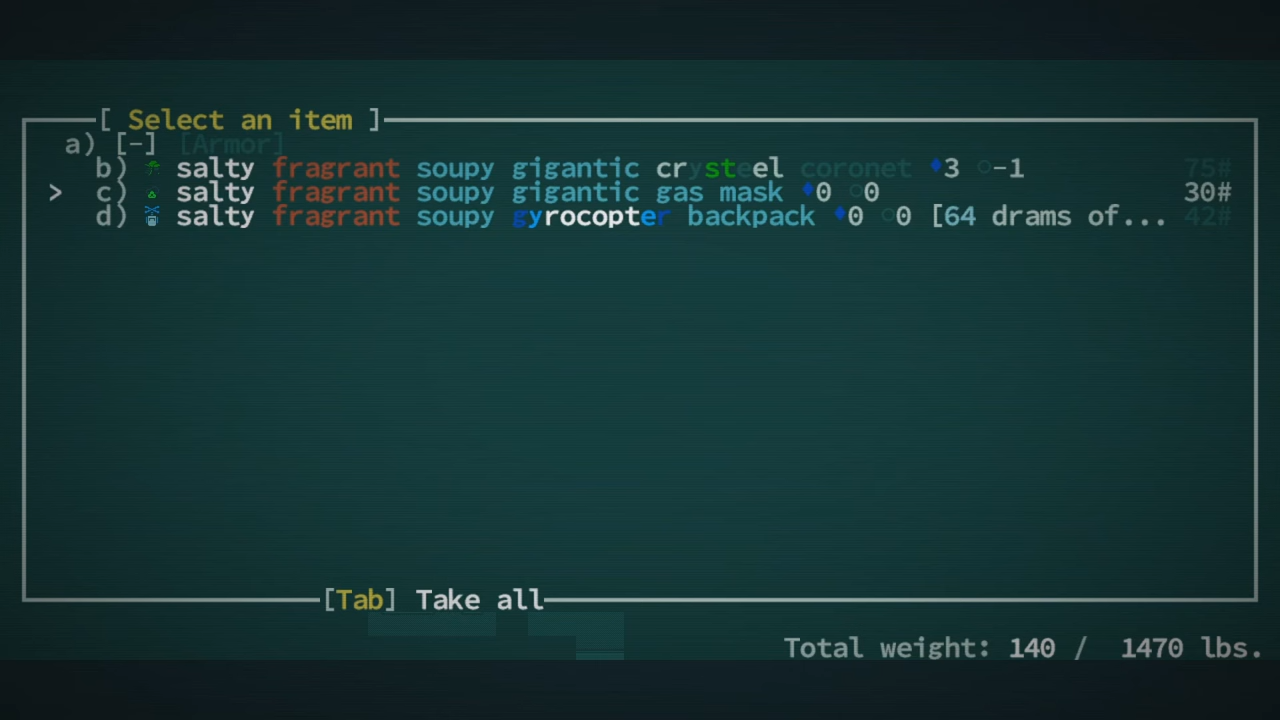 [ Select an item ]
a) [-] [Armor]
b) salty fragrant soupy gigantic crysteel coronet ♦3 ○-1 75#
> c) salty fragrant soupy gigantic gas mask ♦0 ○0 30#
d) salty fragrant soupy gyrocopter backpack ♦0 ○0 [64 drams of... 42#
[Tab] Take all
Total weight: 140 / 1470 lbs.